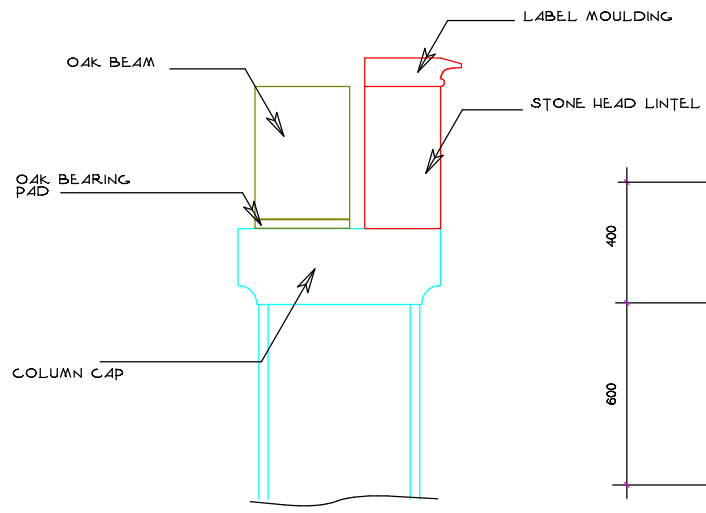 LABEL MOULDING
OAK BEAM
STONE HEAD LINTEL
OAK BEARING
PAD
400
COLUMN CAP
600